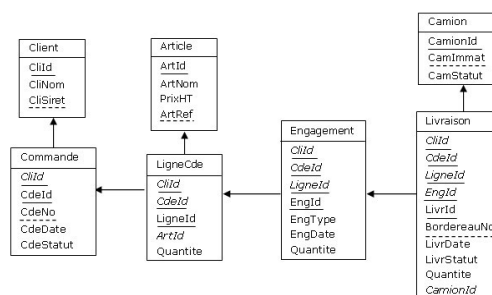 Client
CliId
CliNom
CliSiret
Article
ArtId
ArtNom
PrixHT
ArtRef
Camion
CamionId
CamImmat
CamStatut
Commande
CliId
CdeId
CdeNo
CdeDate
CdeStatut
LigneCde
CliId
CdeId
LigneId
ArtId
Quantite
Engagement
CliId
CdeId
LigneId
EngId
EngType
EngDate
Quantite
Livraison
CliId
CdeId
LigneId
EngId
LivrId
BordereauNo
LivrDate
LivrStatut
Quantite
CamionId